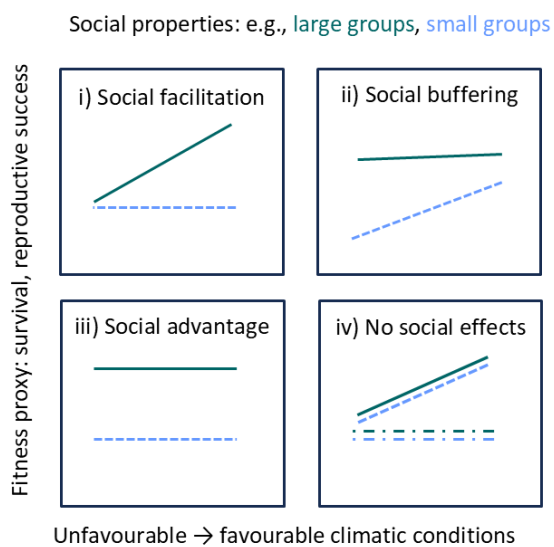 Social properties: e.g., large groups, small groups
Fitness proxy: survival, reproductive success
i) Social facilitation
ii) Social buffering
iii) Social advantage
iv) No social effects
Unfavourable → favourable climatic conditions